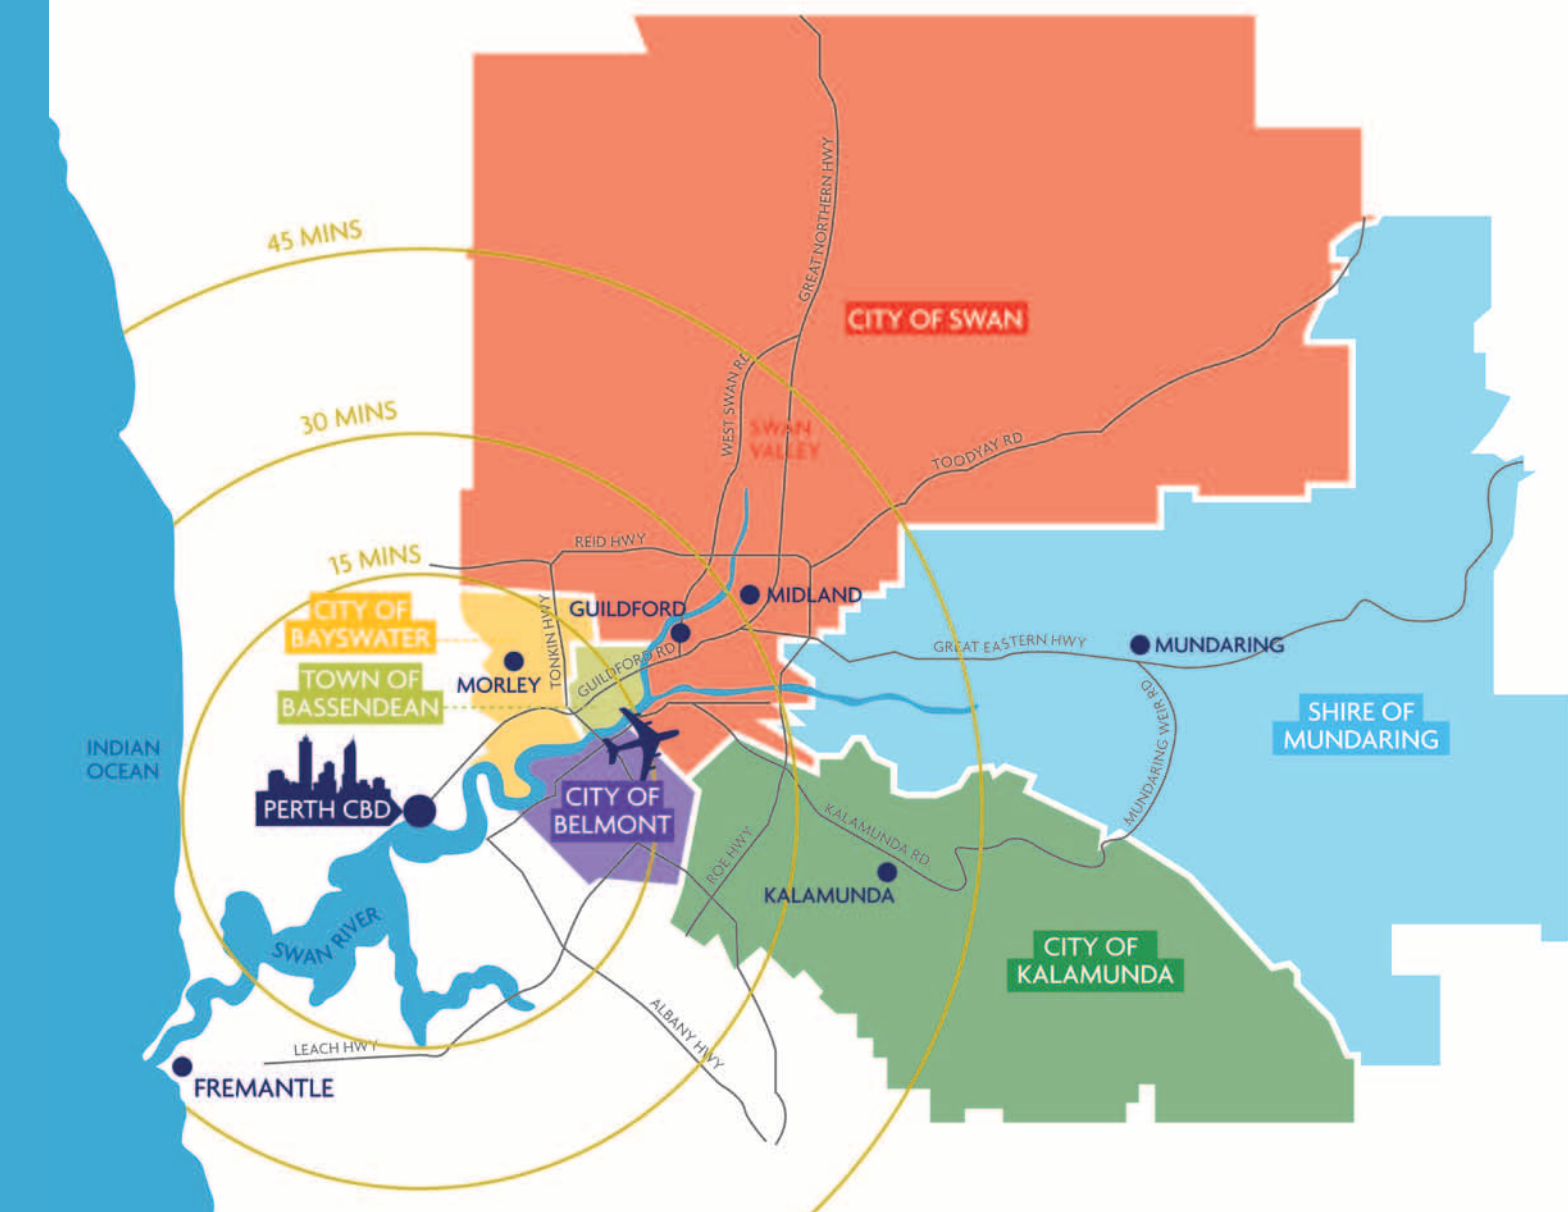 45 MINS
GREAT NORTHERN HWY
CITY OF SWAN
30 MINS
WEST SWAN RD
SWAN
VALLEY
TOODYAY RD
15 MINS
REID HWY
CITY OF
BAYSWATER
TONKIN HWY
GUILDFORD
MIDLAND
GUILDFORD RD
GREAT EASTERN HWY
MUNDARING
TOWN OF
BASSENDEAN
MORLEY
MUNDARING WEIR RD
SHIRE OF
MUNDARING
INDIAN
OCEAN
PERTH CBD
CITY OF
BELMONT
ROE HWY
KALAMUNDA RD
KALAMUNDA
SWAN RIVER
CITY OF
KALAMUNDA
ALBANY HWY
LEACH HWY
FREMANTLE